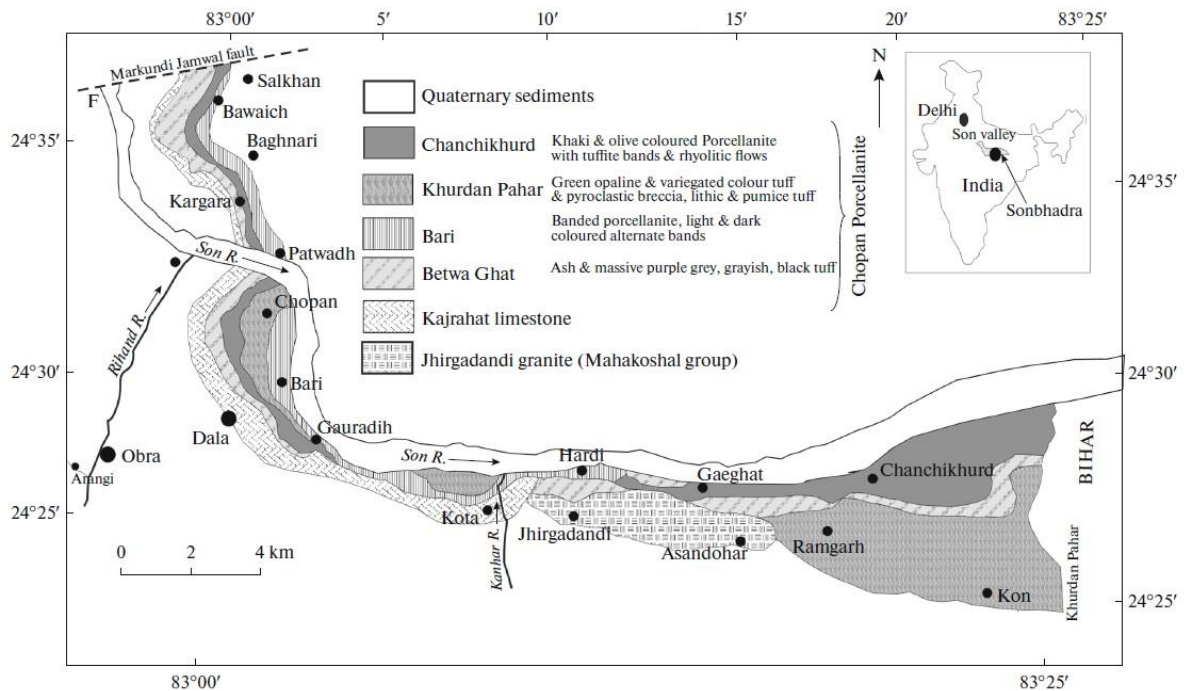 83°00′ 5′ 10′ 15′ 20′ 83°25′
Markundi Jamwal fault
F
Salkhan
Bawaich
Baghnari
24°35′
Kargara
Son R.
Patwadh
Rihand R.
Chopan
24°30′
Bari
Dala
Gauradih
Obra
Arangi
24°25′
0 2 4 km
Quaternary sediments
Chanchikhurd Khaki & olive coloured Porcellanite
with tuffite bands & rhyolitic flows
Khurdan Pahar Green opaline & variegated colour tuff
& pyroclastic breccia, lithic & pumice tuff
Bari Banded porcellanite, light & dark
coloured alternate bands
Betwa Ghat Ash & massive purple grey, grayish, black tuff
Kajrahat limestone
Jhirgadandi granite (Mahakoshal group)
Chopan Porcellanite
N
Delhi
Son valley
India
Sonbhadra
24°35′
24°30′
Son R.
Hardi
Gaeghat
Chanchikhurd
BIHAR
Kota
Kanhar R.
Jhirgadandi
Asandohar
Ramgarh
Kon
Khurdan Pahar
24°25′
83°00′ 83°25′